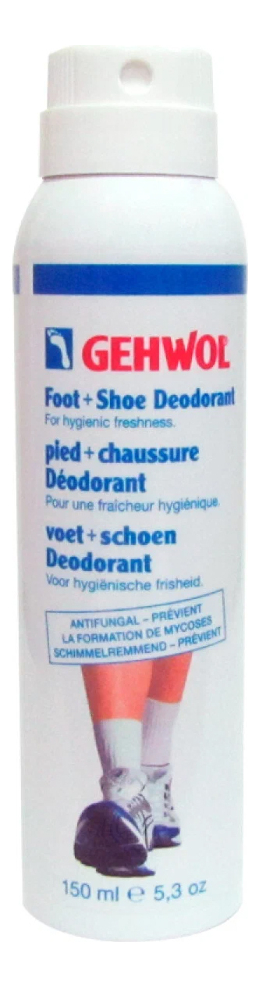 GEHWOL
Foot + Shoe Deodorant
For hygienic freshness.
pied + chaussure
Déodorant
Pour une fraîcheur hygiénique.
voet + schoen
Deodorant
Voor hygiënische frisheid.
ANTIFUNGAL – PRÉVIENT
LA FORMATION DE MYCOSES
SCHIMMELREMMEND – PRÉVIENT
150 ml e 5,3 oz